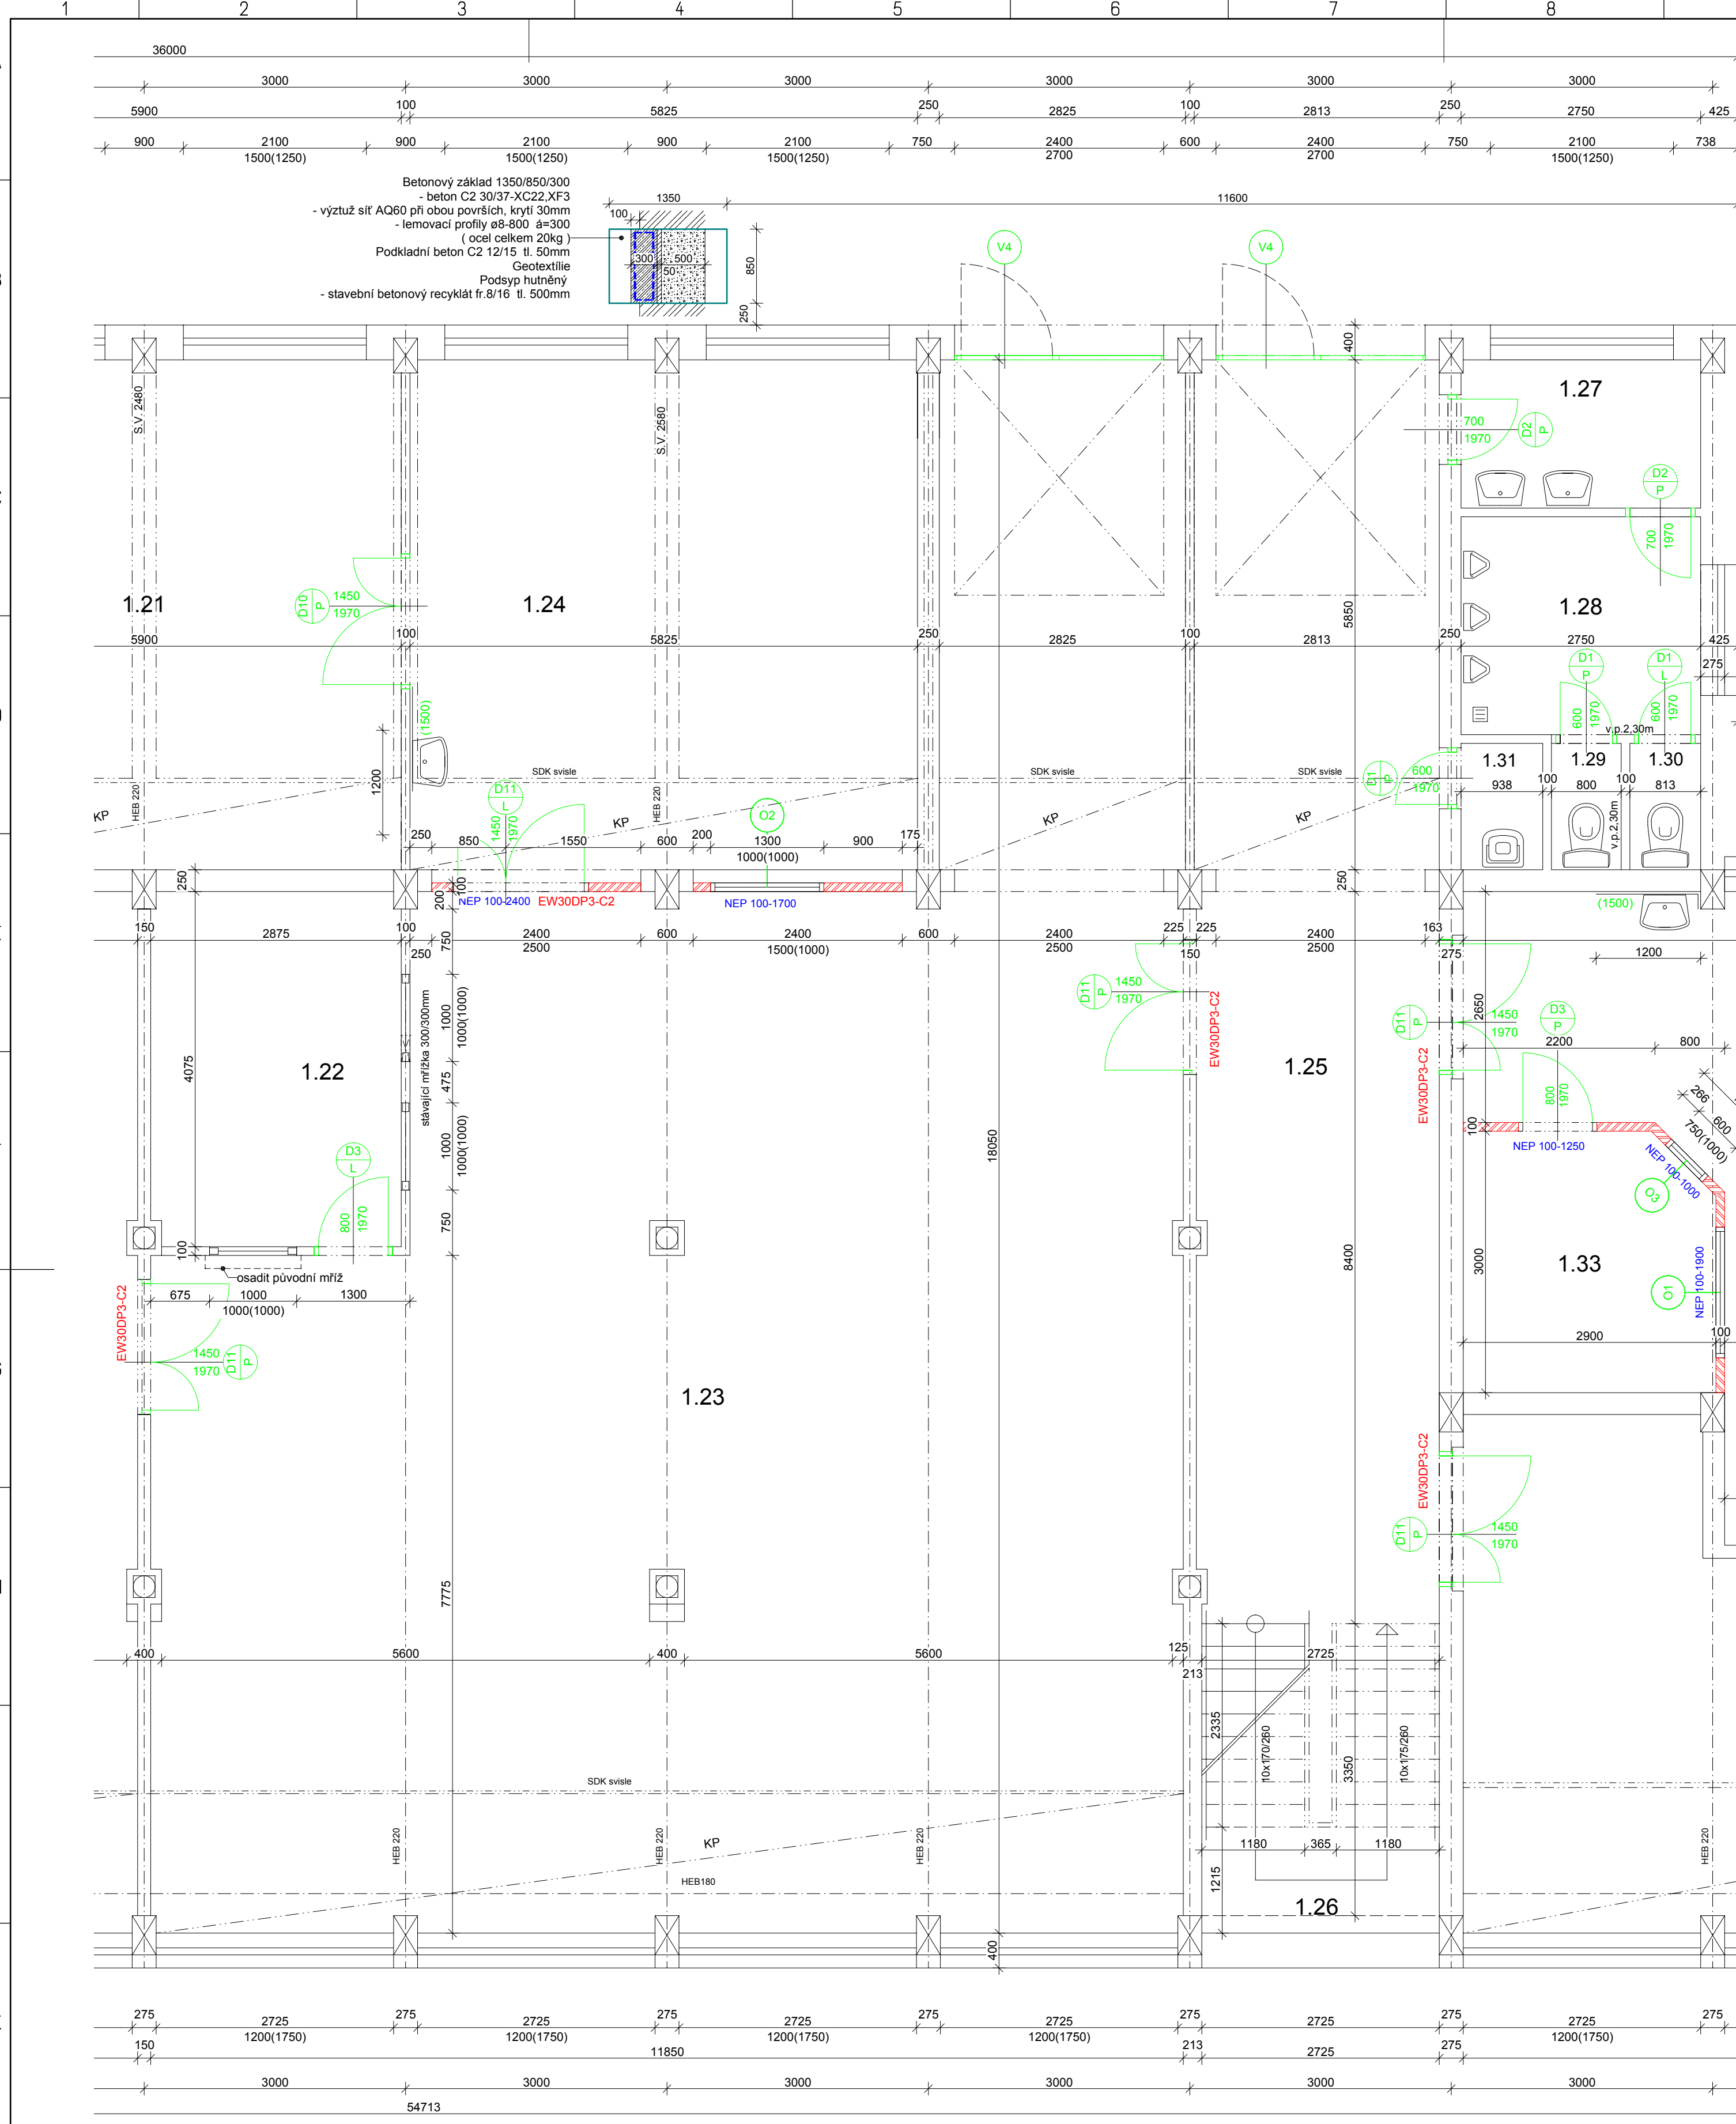 1 2 3 4 5 6 7 8
36000
3000 3000 3000 3000 3000 3000
5900 100 5825 250 2825 100 2813 250 2750 425
900 2100 900 2100 900 2100 750 2400 600 2400 750 2100 738
1500(1250) 1500(1250) 1500(1250) 2700 2700 1500(1250)
Betonový základ 1350/850/300
- beton C2 30/37-XC22,XF3
- výztuž síť AQ60 při obou površích, krytí 30mm
- lemovací profily ø8-800 á=300
( ocel celkem 20kg )
Podkladní beton C2 12/15 tl. 50mm
Geotextílie
Podsyp hutněný
- stavební betonový recyklát fr.8/16 tl. 500mm
1350 11600
100
300 500
50
850
250
V4 V4
400
S.V. 2480
S.V. 2580
1.27
700
1970
D2
P
D2
P
700
1970
1.21
D10
P
1450
1970
1.24
1.28
5850
5900 100 5825 250 2825 100 2813 250 2750 425
275
D1
P
D1
L
600
1970
600
1970
v.p.2,30m
(1500)
1200
SDK svisle SDK svisle SDK svisle
D1
P
600
1970
1.31 1.29 1.30
938 100 800 100 813
v.p.2,30m
KP
HEB 220
D11
L
1450
1970
KP
HEB 220
O2
KP
KP
250 850 1550 600 200 1300 900 175
1000(1000)
250
200
100
NEP 100-2400 EW30DP3-C2 NEP 100-1700
250
(1500)
150 2875 100 2400 600 2400 600 2400 225 225 2400 163
250 2500 1500(1000) 2500 150 2500 275
1200
750
1000
1000(1000)
475
1000
1000(1000)
750
stávající mřížka 300/300mm
4075
1.22
D11
P
1450
1970
EW30DP3-C2
1.25
D11
P
1450
1970
EW30DP3-C2
2650
D3
P
2200 800
800
1970
100
NEP 100-1250
266
600
750(1000)
NEP 100-1000
O3
18050
D3
L
800
1970
100
osadit původní mříž
675 1000 1300
1000(1000)
EW30DP3-C2
1450
1970
D11
P
8400
3000
1.33
O1
NEP 100-1900
2900 100
1.23
EW30DP3-C2
D11
P
1450
1970
7775
400 5600 400 5600 125 2725
213
2335
10x170/260
3350
10x175/260
SDK svisle
HEB 220
HEB 220
KP
HEB 220
HEB 220
HEB180
1180 365 1180
1215
1.26
400
275 2725 275 2725 275 2725 275 2725 275 2725 275 2725 275
1200(1750) 1200(1750) 1200(1750) 1200(1750) 1200(1750)
150 11850 213 2725 275
3000 3000 3000 3000 3000 3000
54713